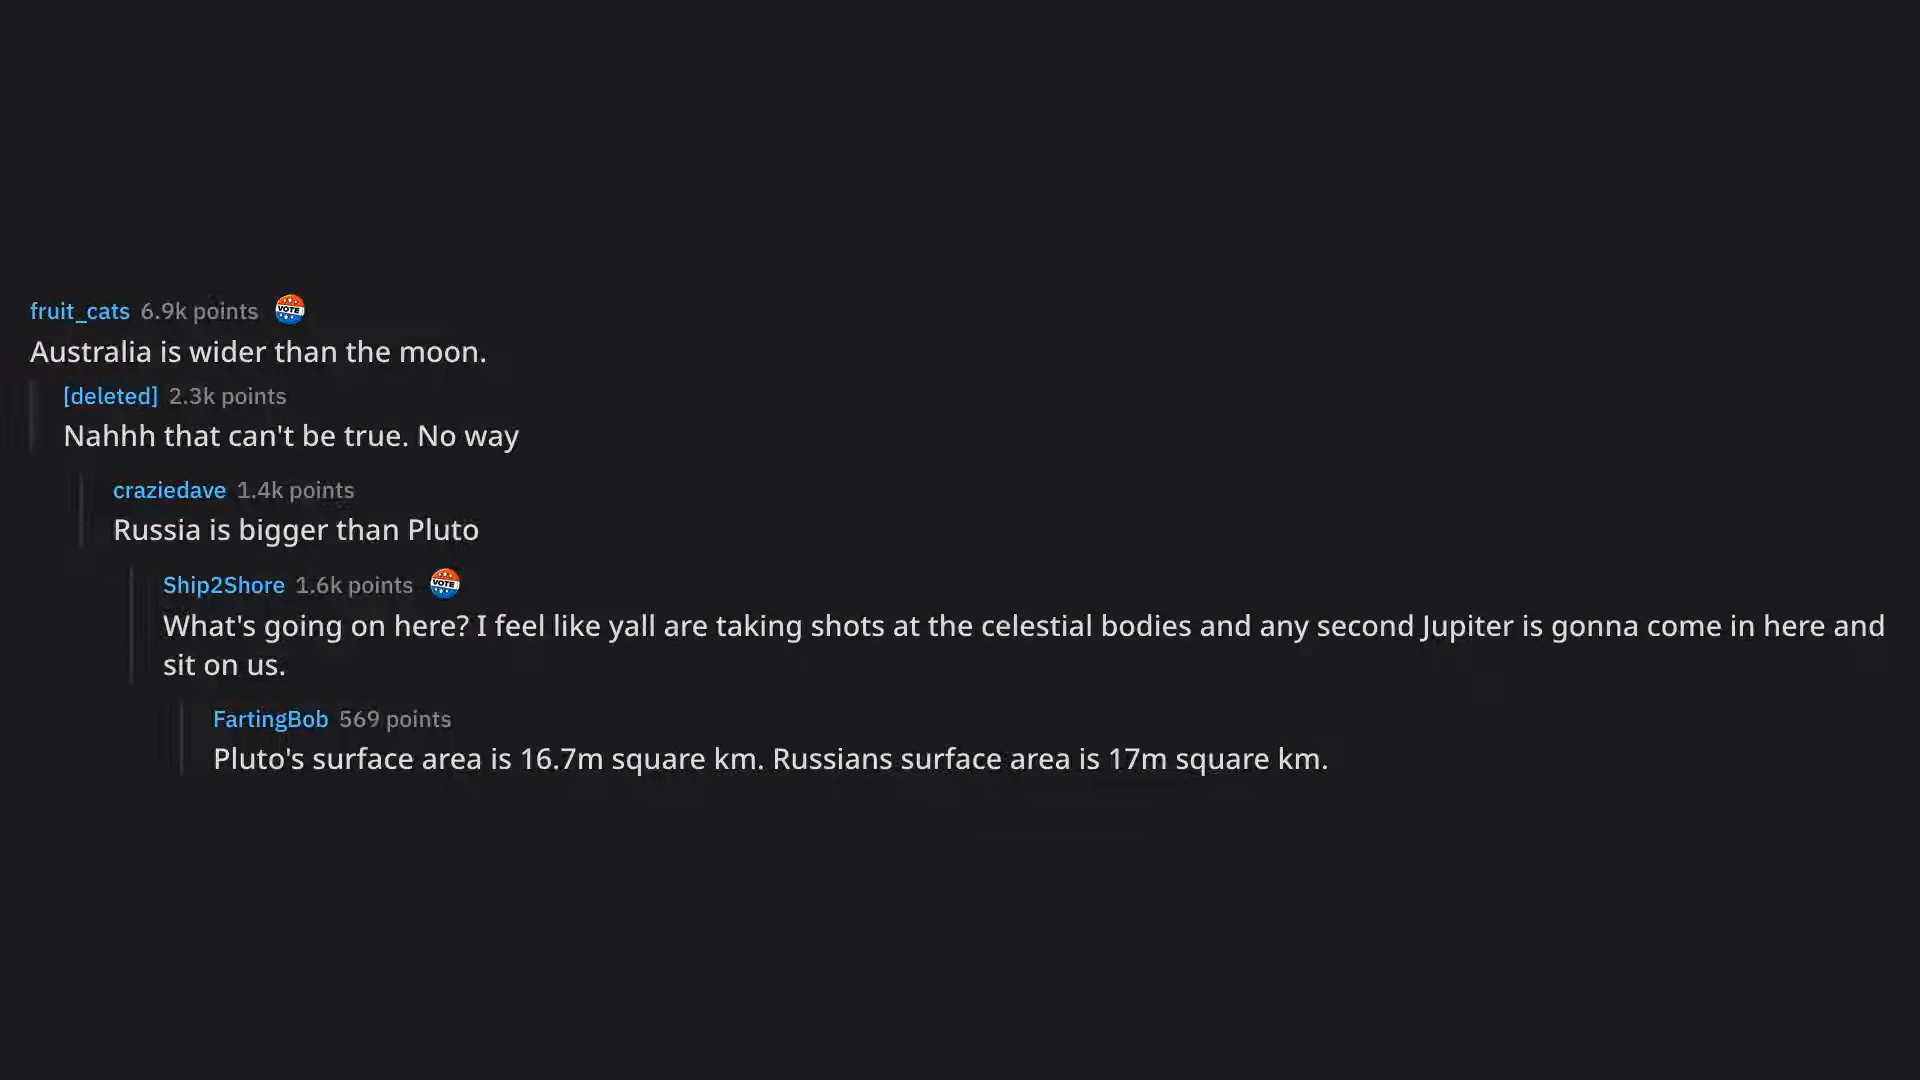 fruit_cats 6.9k points VOTE
Australia is wider than the moon.
[deleted] 2.3k points
Nahhh that can't be true. No way
craziedave 1.4k points
Russia is bigger than Pluto
Ship2Shore 1.6k points VOTE
What's going on here? I feel like yall are taking shots at the celestial bodies and any second Jupiter is gonna come in here and
sit on us.
FartingBob 569 points
Pluto's surface area is 16.7m square km. Russians surface area is 17m square km.